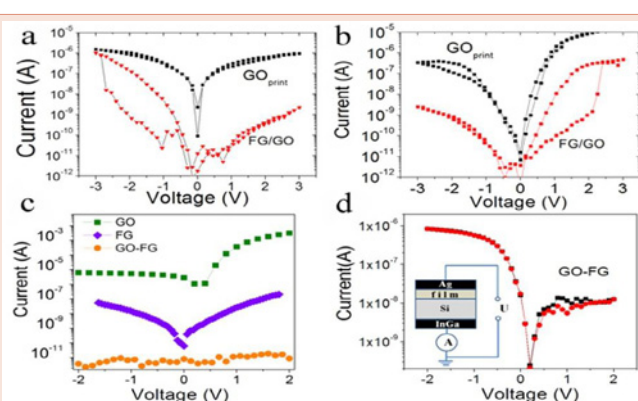 a
10⁻⁵
10⁻⁶
10⁻⁷
10⁻⁸
10⁻⁹
10⁻¹⁰
10⁻¹¹
10⁻¹²
Current (A)
GOprint
FG/GO
-3 -2 -1 0 1 2 3
Voltage (V)
b
10⁻⁵
10⁻⁶
10⁻⁷
10⁻⁸
10⁻⁹
10⁻¹⁰
10⁻¹¹
10⁻¹²
Current (A)
GOprint
FG/GO
-3 -2 -1 0 1 2 3
Voltage (V)
c
10⁻³
10⁻⁵
10⁻⁷
10⁻⁹
10⁻¹¹
Current (A)
GO
FG
GO-FG
-2 -1 0 1 2
Voltage (V)
d
1x10⁻⁶
1x10⁻⁷
1x10⁻⁸
1x10⁻⁹
Current(A)
GO-FG
Ag
film
Si
InGa
U
A
-2 -1 0 1 2
Voltage (V)